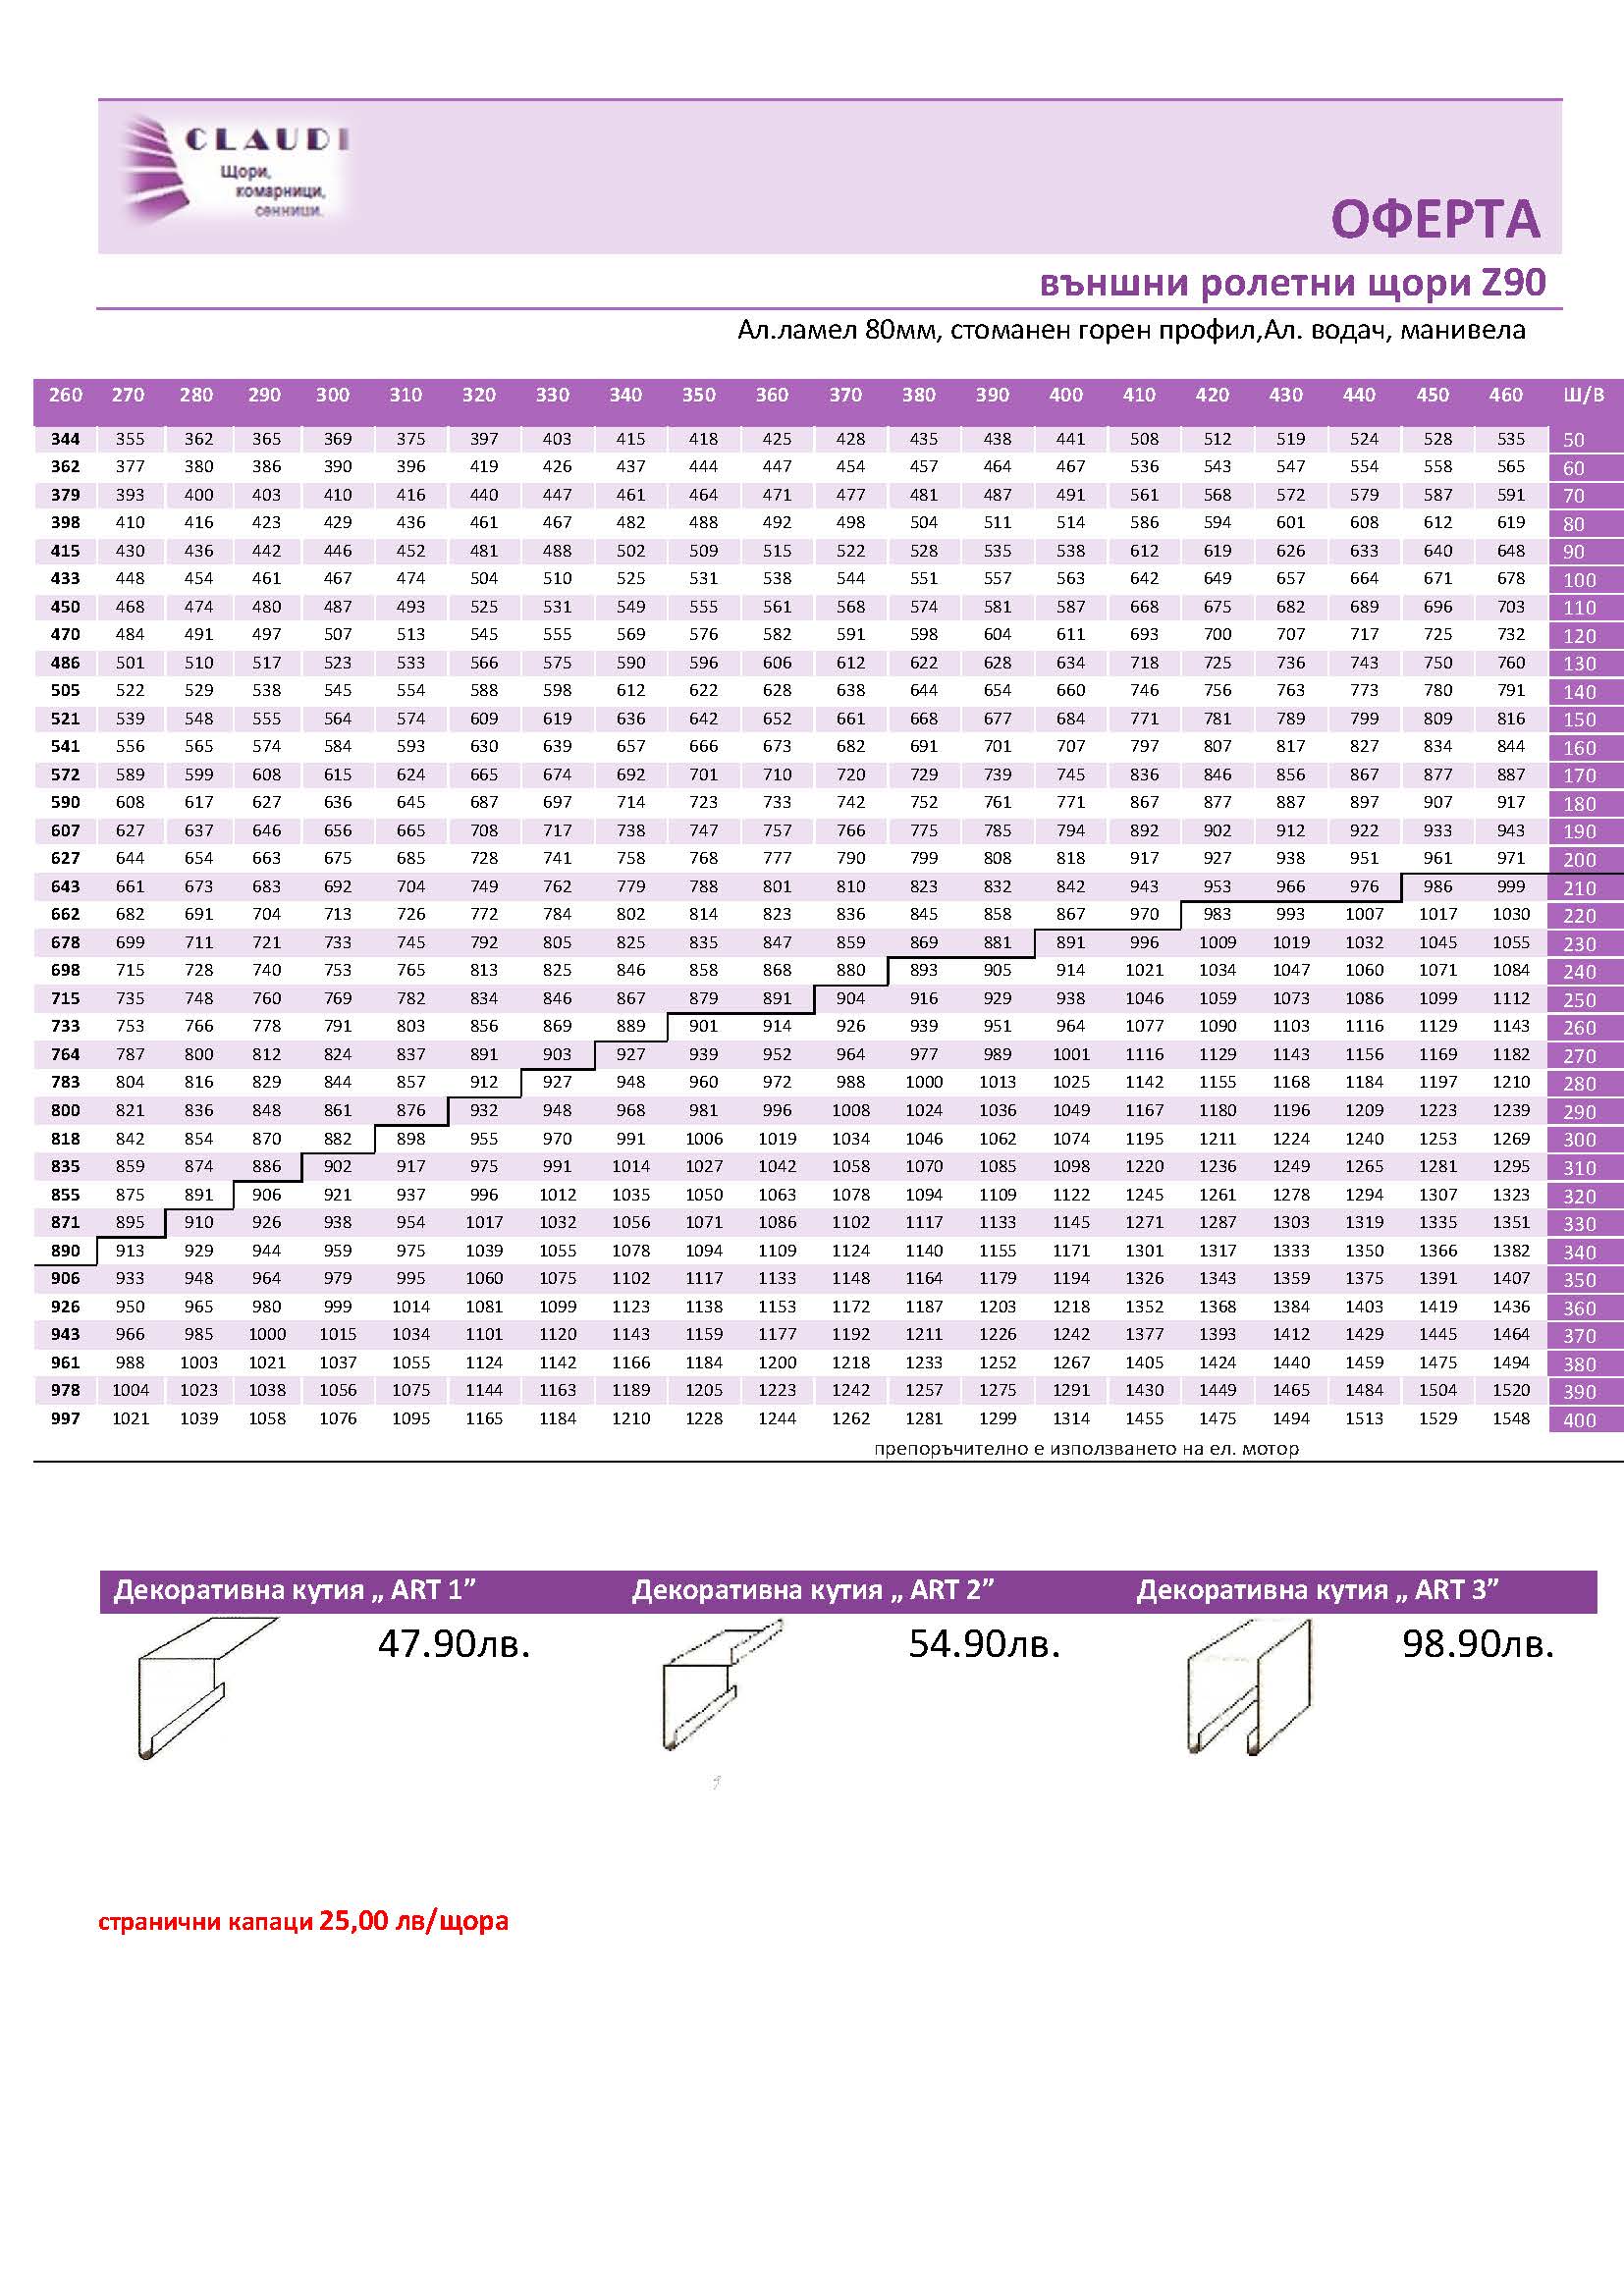 CLAUDI
Щори,
комарници,
сенници.
ОФЕРТА
външни ролетни щори Z90
Ал.ламел 80мм, стоманен горен профил,Ал. водач, манивела
260 270 280 290 300 310 320 330 340 350 360 370 380 390 400 410 420 430 440 450 460 Ш/В
344 355 362 365 369 375 397 403 415 418 425 428 435 438 441 508 512 519 524 528 535 50
362 377 380 386 390 396 419 426 437 444 447 454 457 464 467 536 543 547 554 558 565 60
379 393 400 403 410 416 440 447 461 464 471 477 481 487 491 561 568 572 579 587 591 70
398 410 416 423 429 436 461 467 482 488 492 498 504 511 514 586 594 601 608 612 619 80
415 430 436 442 446 452 481 488 502 509 515 522 528 535 538 612 619 626 633 640 648 90
433 448 454 461 467 474 504 510 525 531 538 544 551 557 563 642 649 657 664 671 678 100
450 468 474 480 487 493 525 531 549 555 561 568 574 581 587 668 675 682 689 696 703 110
470 484 491 497 507 513 545 555 569 576 582 591 598 604 611 693 700 707 717 725 732 120
486 501 510 517 523 533 566 575 590 596 606 612 622 628 634 718 725 736 743 750 760 130
505 522 529 538 545 554 588 598 612 622 628 638 644 654 660 746 756 763 773 780 791 140
521 539 548 555 564 574 609 619 636 642 652 661 668 677 684 771 781 789 799 809 816 150
541 556 565 574 584 593 630 639 657 666 673 682 691 701 707 797 807 817 827 834 844 160
572 589 599 608 615 624 665 674 692 701 710 720 729 739 745 836 846 856 867 877 887 170
590 608 617 627 636 645 687 697 714 723 733 742 752 761 771 867 877 887 897 907 917 180
607 627 637 646 656 665 708 717 738 747 757 766 775 785 794 892 902 912 922 933 943 190
627 644 654 663 675 685 728 741 758 768 777 790 799 808 818 917 927 938 951 961 971 200
643 661 673 683 692 704 749 762 779 788 801 810 823 832 842 943 953 966 976 986 999 210
662 682 691 704 713 726 772 784 802 814 823 836 845 858 867 970 983 993 1007 1017 1030 220
678 699 711 721 733 745 792 805 825 835 847 859 869 881 891 996 1009 1019 1032 1045 1055 230
698 715 728 740 753 765 813 825 846 858 868 880 893 905 914 1021 1034 1047 1060 1071 1084 240
715 735 748 760 769 782 834 846 867 879 891 904 916 929 938 1046 1059 1073 1086 1099 1112 250
733 753 766 778 791 803 856 869 889 901 914 926 939 951 964 1077 1090 1103 1116 1129 1143 260
764 787 800 812 824 837 891 903 927 939 952 964 977 989 1001 1116 1129 1143 1156 1169 1182 270
783 804 816 829 844 857 912 927 948 960 972 988 1000 1013 1025 1142 1155 1168 1184 1197 1210 280
800 821 836 848 861 876 932 948 968 981 996 1008 1024 1036 1049 1167 1180 1196 1209 1223 1239 290
818 842 854 870 882 898 955 970 991 1006 1019 1034 1046 1062 1074 1195 1211 1224 1240 1253 1269 300
835 859 874 886 902 917 975 991 1014 1027 1042 1058 1070 1085 1098 1220 1236 1249 1265 1281 1295 310
855 875 891 906 921 937 996 1012 1035 1050 1063 1078 1094 1109 1122 1245 1261 1278 1294 1307 1323 320
871 895 910 926 938 954 1017 1032 1056 1071 1086 1102 1117 1133 1145 1271 1287 1303 1319 1335 1351 330
890 913 929 944 959 975 1039 1055 1078 1094 1109 1124 1140 1155 1171 1301 1317 1333 1350 1366 1382 340
906 933 948 964 979 995 1060 1075 1102 1117 1133 1148 1164 1179 1194 1326 1343 1359 1375 1391 1407 350
926 950 965 980 999 1014 1081 1099 1123 1138 1153 1172 1187 1203 1218 1352 1368 1384 1403 1419 1436 360
943 966 985 1000 1015 1034 1101 1120 1143 1159 1177 1192 1211 1226 1242 1377 1393 1412 1429 1445 1464 370
961 988 1003 1021 1037 1055 1124 1142 1166 1184 1200 1218 1233 1252 1267 1405 1424 1440 1459 1475 1494 380
978 1004 1023 1038 1056 1075 1144 1163 1189 1205 1223 1242 1257 1275 1291 1430 1449 1465 1484 1504 1520 390
997 1021 1039 1058 1076 1095 1165 1184 1210 1228 1244 1262 1281 1299 1314 1455 1475 1494 1513 1529 1548 400
препоръчително е използването на ел. мотор
Декоративна кутия „ ART 1” Декоративна кутия „ ART 2” Декоративна кутия „ ART 3”
47.90лв. 54.90лв. 98.90лв.
странични капаци 25,00 лв/щора